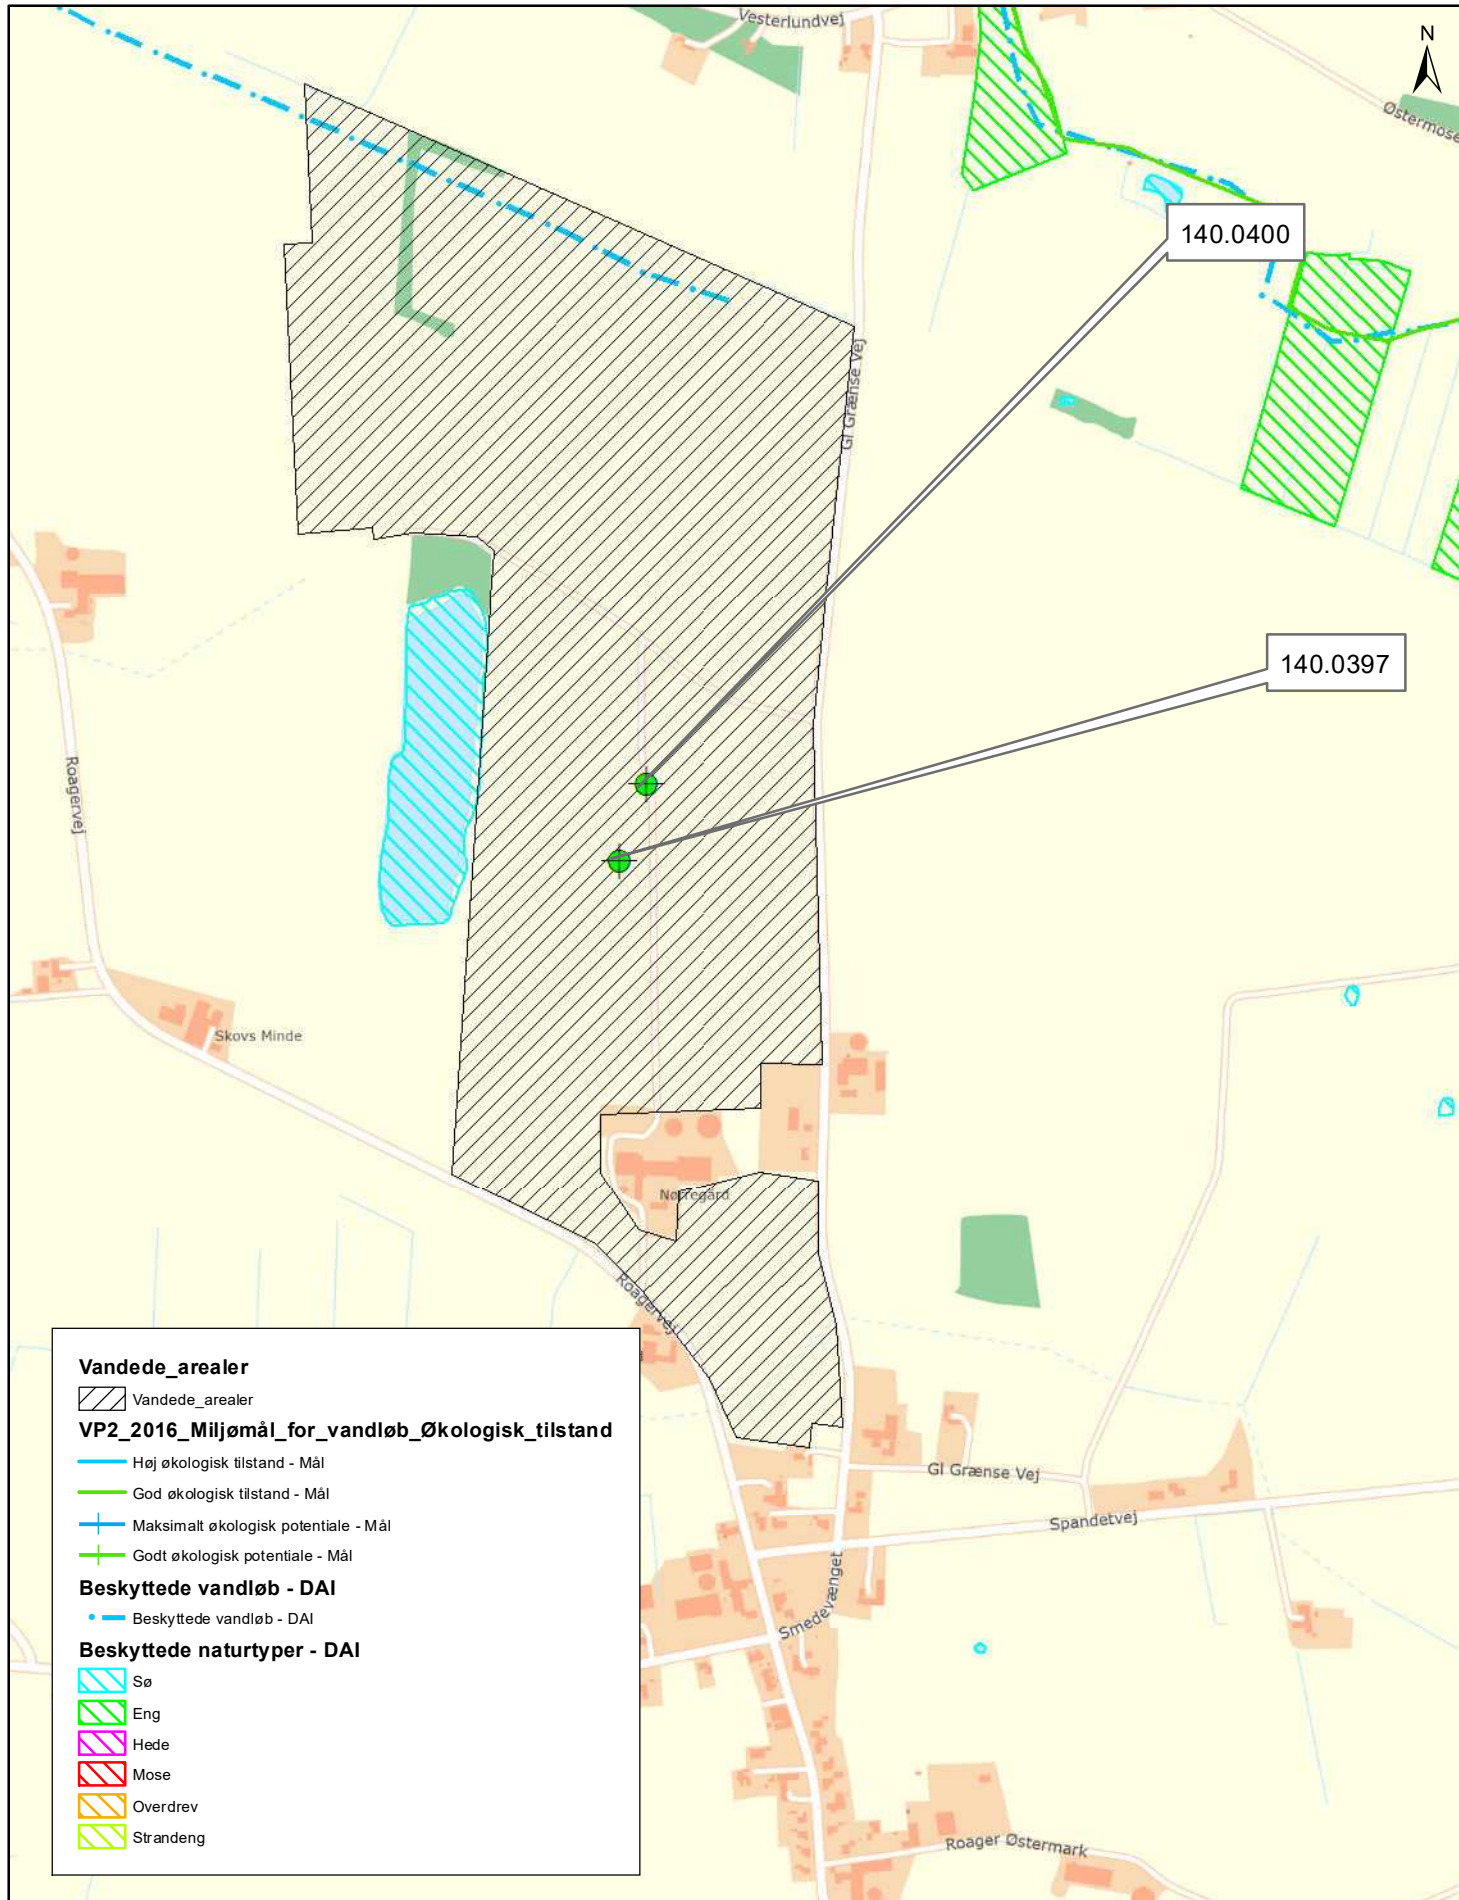 Vesterlundvej
N
Østermose
140.0400
Gl Grænse Vej
140.0397
Roagervej
Skovs Minde
Nørregård
Roagervej
Gl Grænse Vej
Spandetvej
Smedevænget
Roager Østermark
Vandede_arealer
Vandede_arealer
VP2_2016_Miljømål_for_vandløb_Økologisk_tilstand
Høj økologisk tilstand - Mål
God økologisk tilstand - Mål
Maksimalt økologisk potentiale - Mål
Godt økologisk potentiale - Mål
Beskyttede vandløb - DAI
Beskyttede vandløb - DAI
Beskyttede naturtyper - DAI
Sø
Eng
Hede
Mose
Overdrev
Strandeng